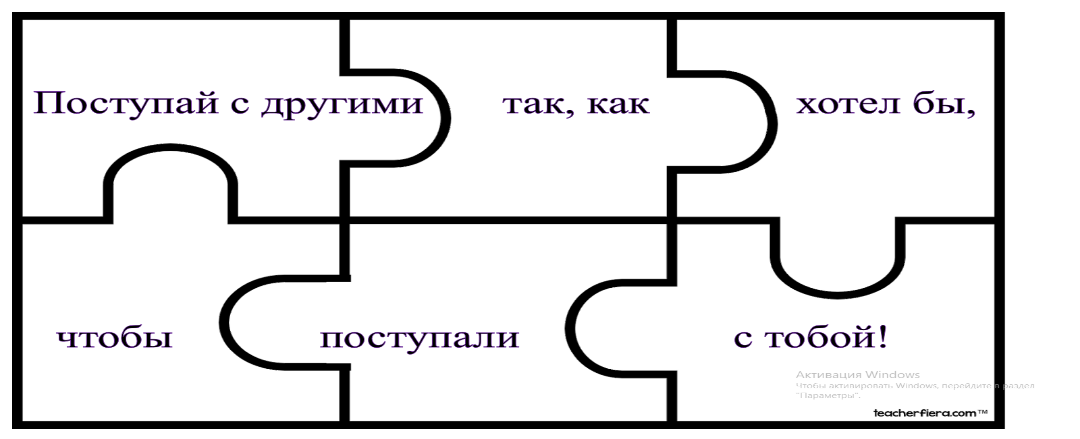 Поступай с другими так, как хотел бы,
чтобы поступали с тобой!
Активация Windows
Чтобы активировать Windows, перейдите в раздел
"Параметры".
teacherfiera.com™